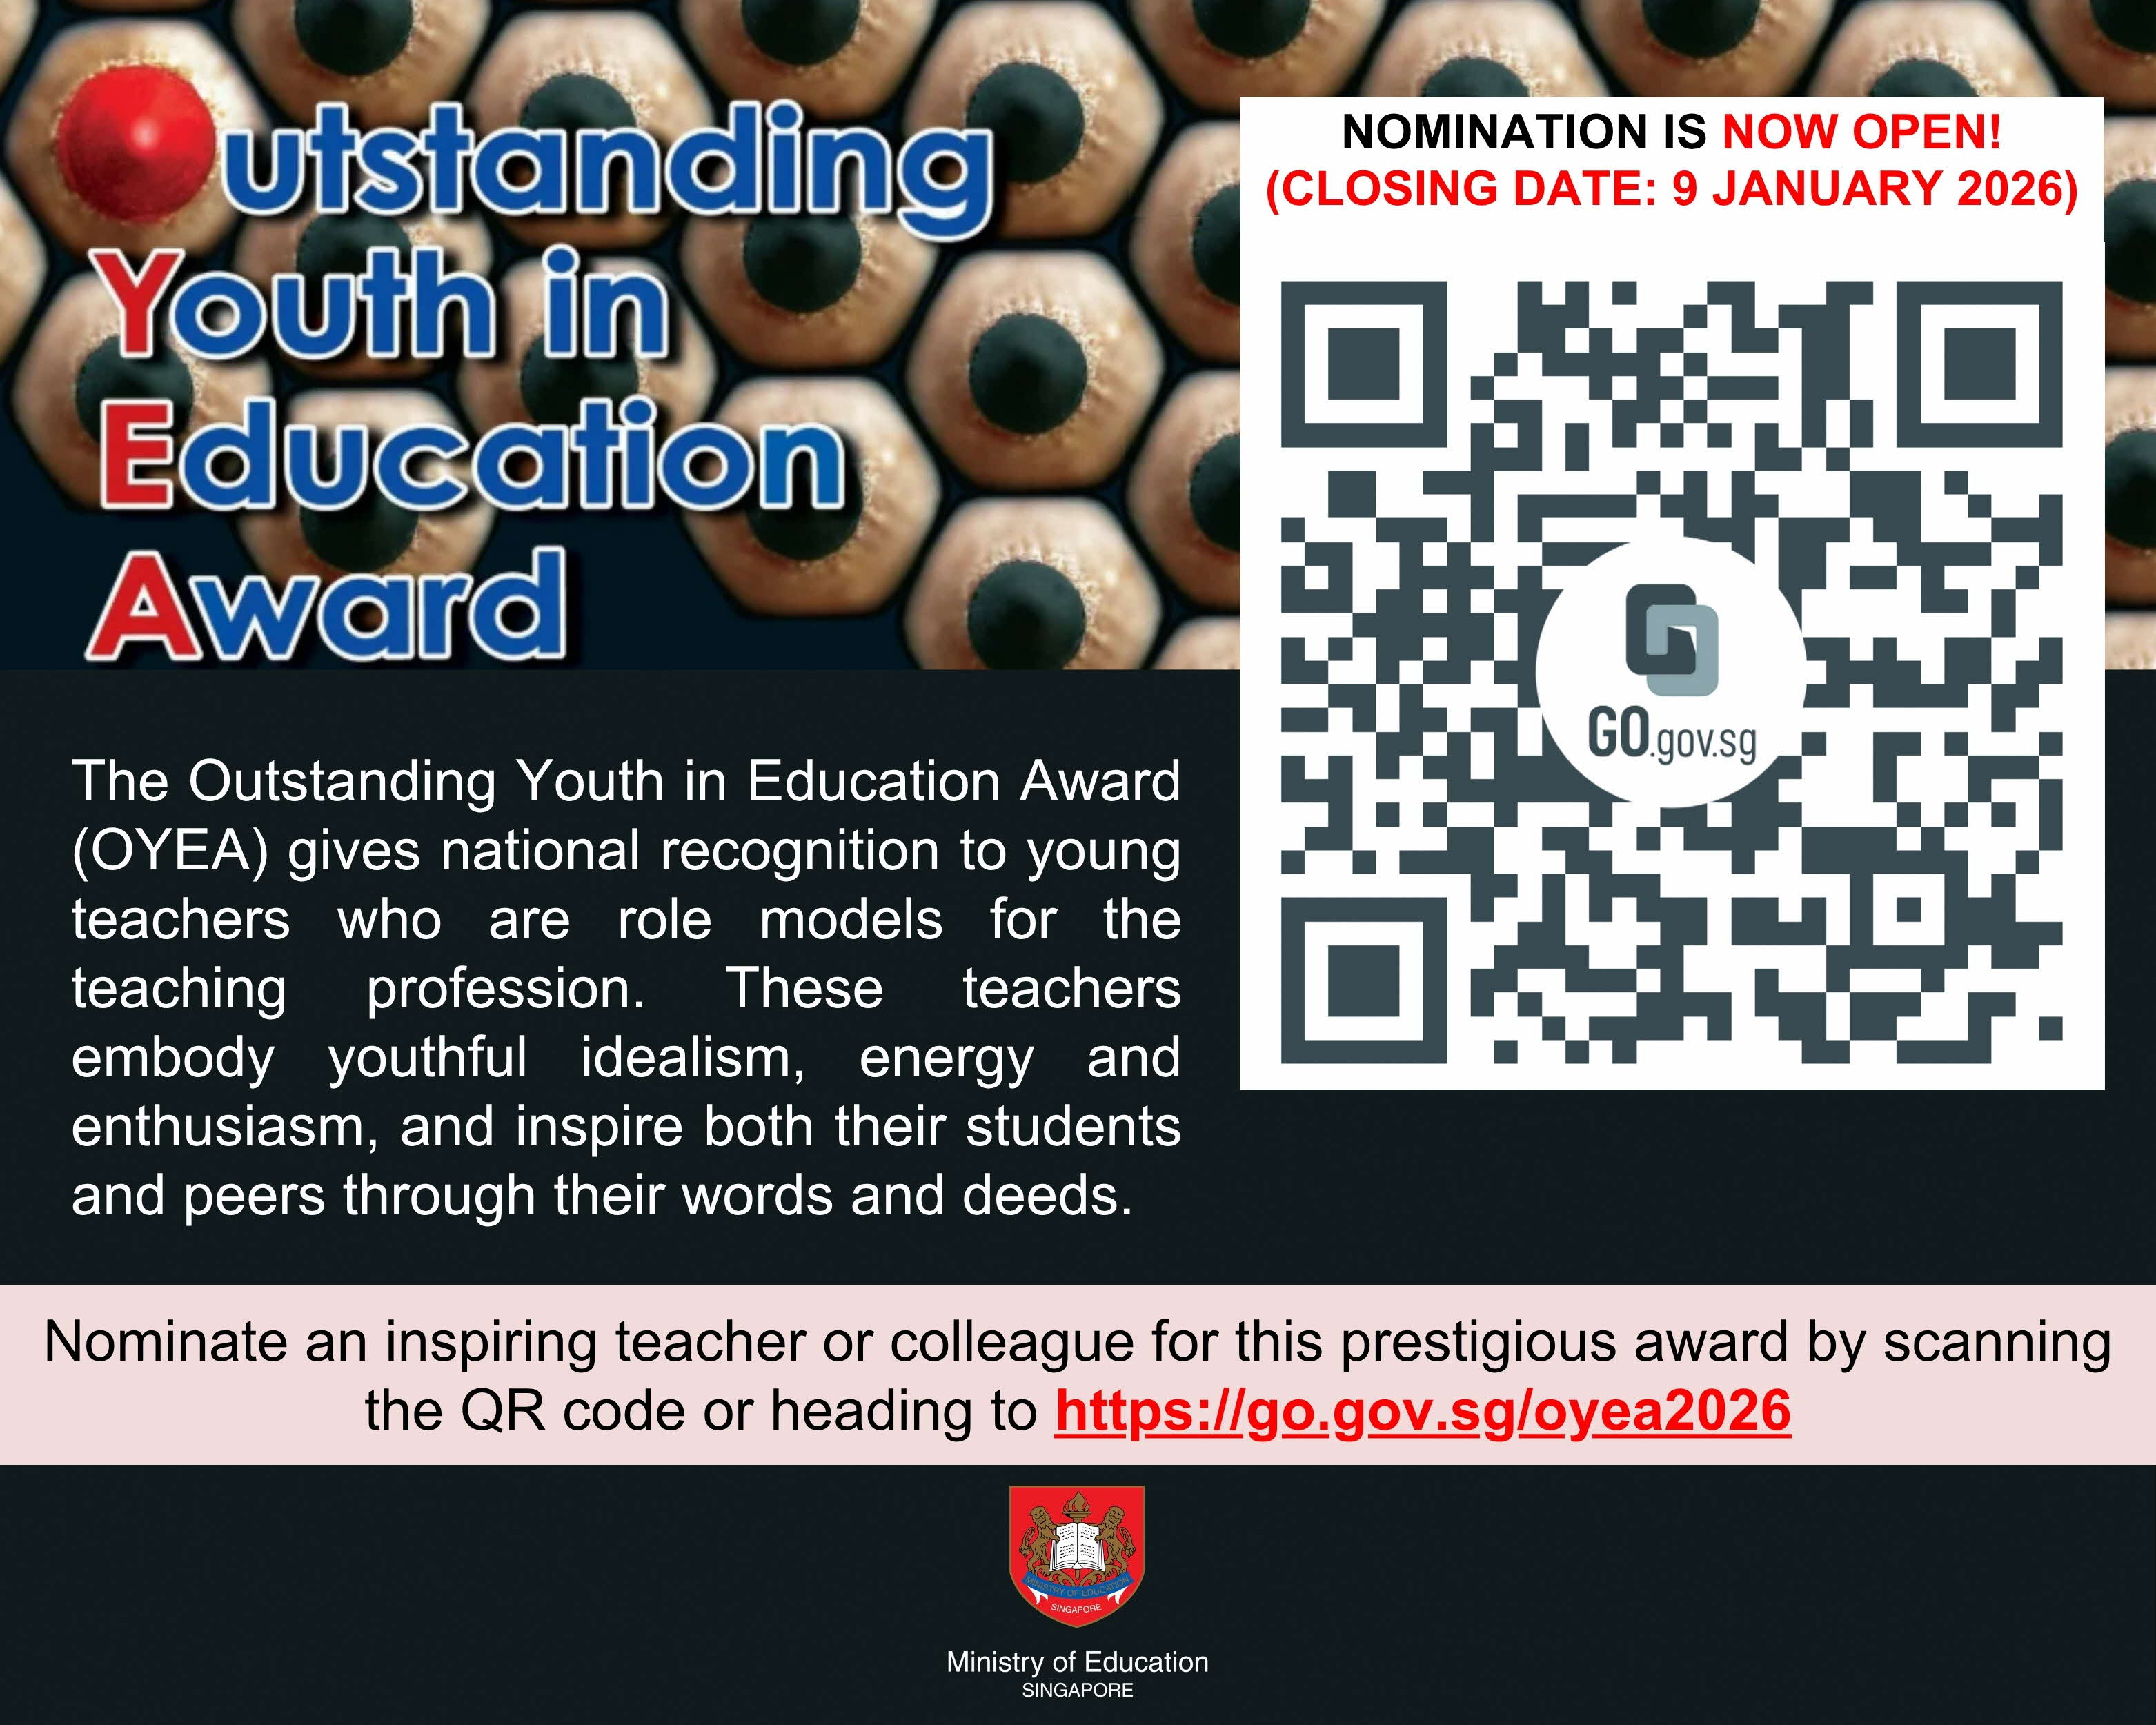 Outstanding
Youth in
Education
Award
NOMINATION IS NOW OPEN!
(CLOSING DATE: 9 JANUARY 2026)
GO.gov.sg
The Outstanding Youth in Education Award
(OYEA) gives national recognition to young
teachers who are role models for the
teaching profession. These teachers
embody youthful idealism, energy and
enthusiasm, and inspire both their students
and peers through their words and deeds.
Nominate an inspiring teacher or colleague for this prestigious award by scanning
the QR code or heading to https://go.gov.sg/oyea2026
MINISTRY OF EDUCATION
SINGAPORE
Ministry of Education
SINGAPORE